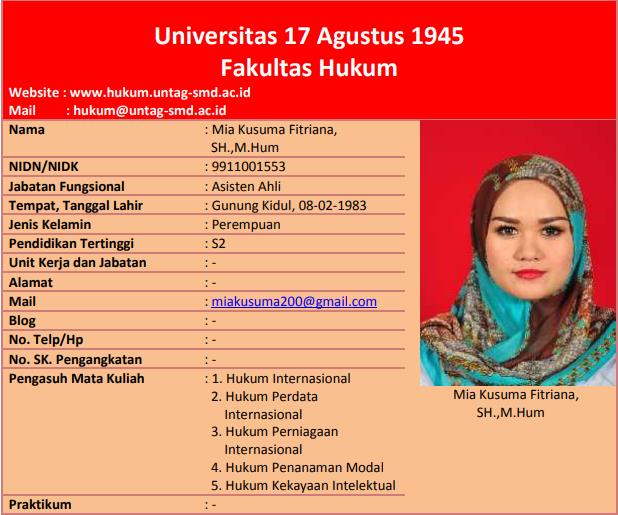 Universitas 17 Agustus 1945
Fakultas Hukum
Website : www.hukum.untag-smd.ac.id
Mail : hukum@untag-smd.ac.id
Nama : Mia Kusuma Fitriana,
SH.,M.Hum
NIDN/NIDK : 9911001553
Jabatan Fungsional : Asisten Ahli
Tempat, Tanggal Lahir : Gunung Kidul, 08-02-1983
Jenis Kelamin : Perempuan
Pendidikan Tertinggi : S2
Unit Kerja dan Jabatan : -
Alamat : -
Mail : miakusuma200@gmail.com
Blog : -
No. Telp/Hp : -
No. SK. Pengangkatan : -
Pengasuh Mata Kuliah : 1. Hukum Internasional
2. Hukum Perdata
Internasional
3. Hukum Perniagaan
Internasional
4. Hukum Penanaman Modal
5. Hukum Kekayaan Intelektual
Praktikum : -
Mia Kusuma Fitriana,
SH.,M.Hum